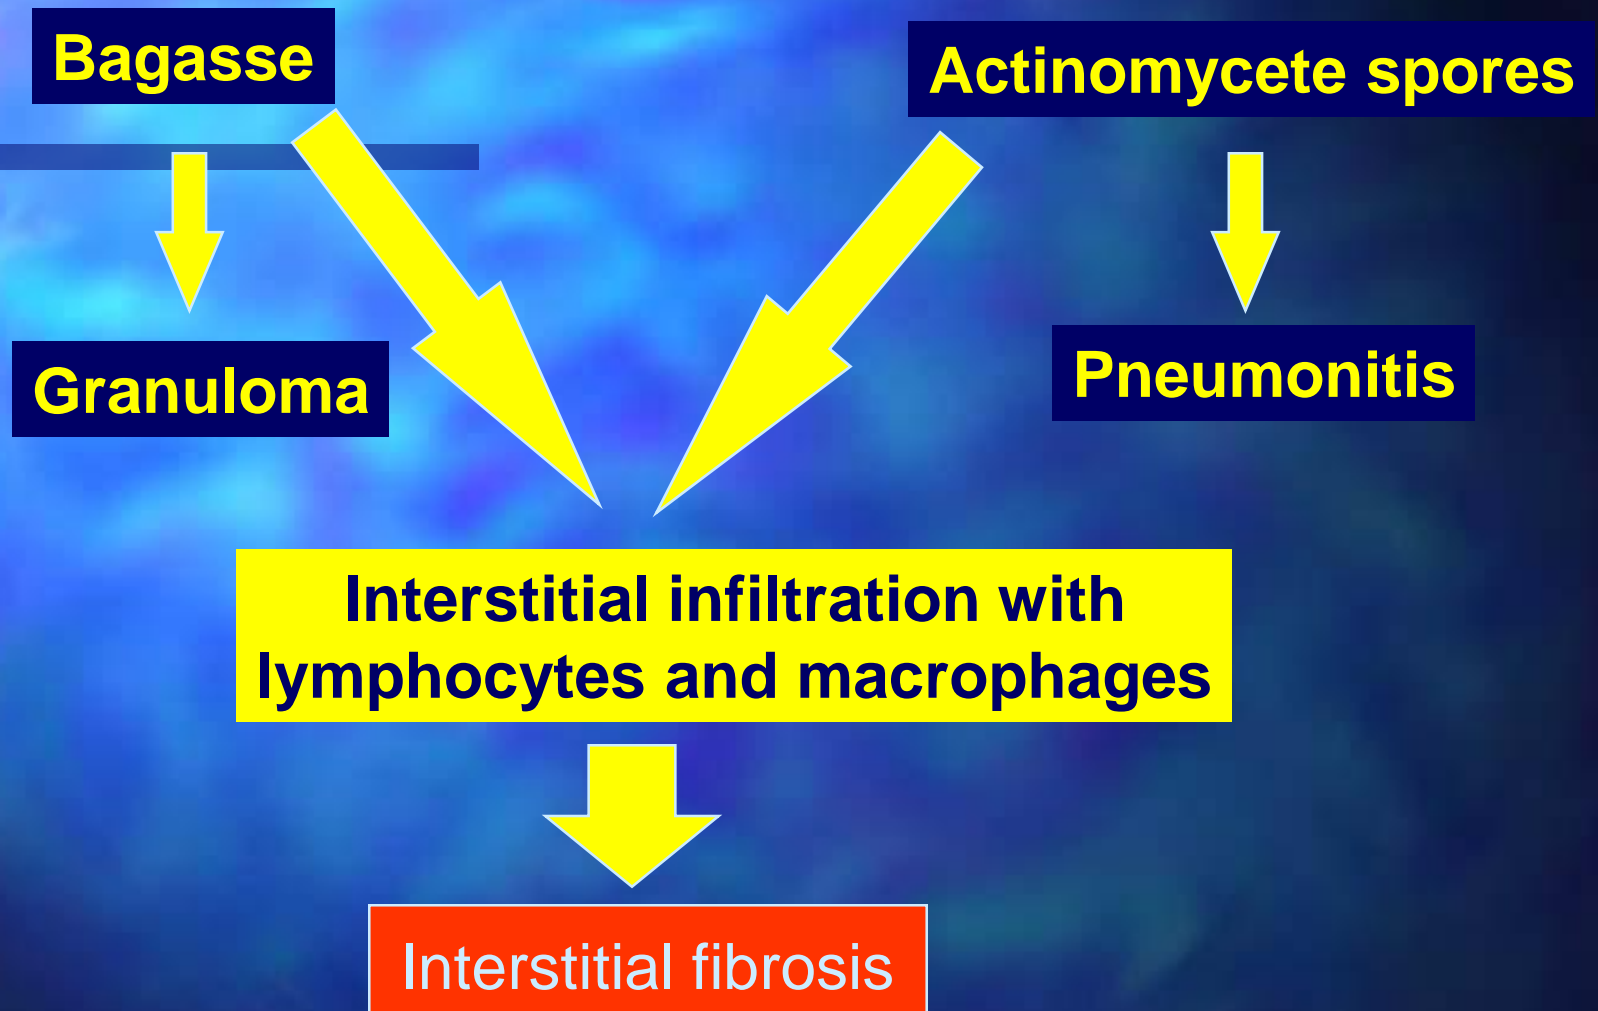 Bagasse
Actinomycete spores
Granuloma
Pneumonitis
Interstitial infiltration with
lymphocytes and macrophages
Interstitial fibrosis